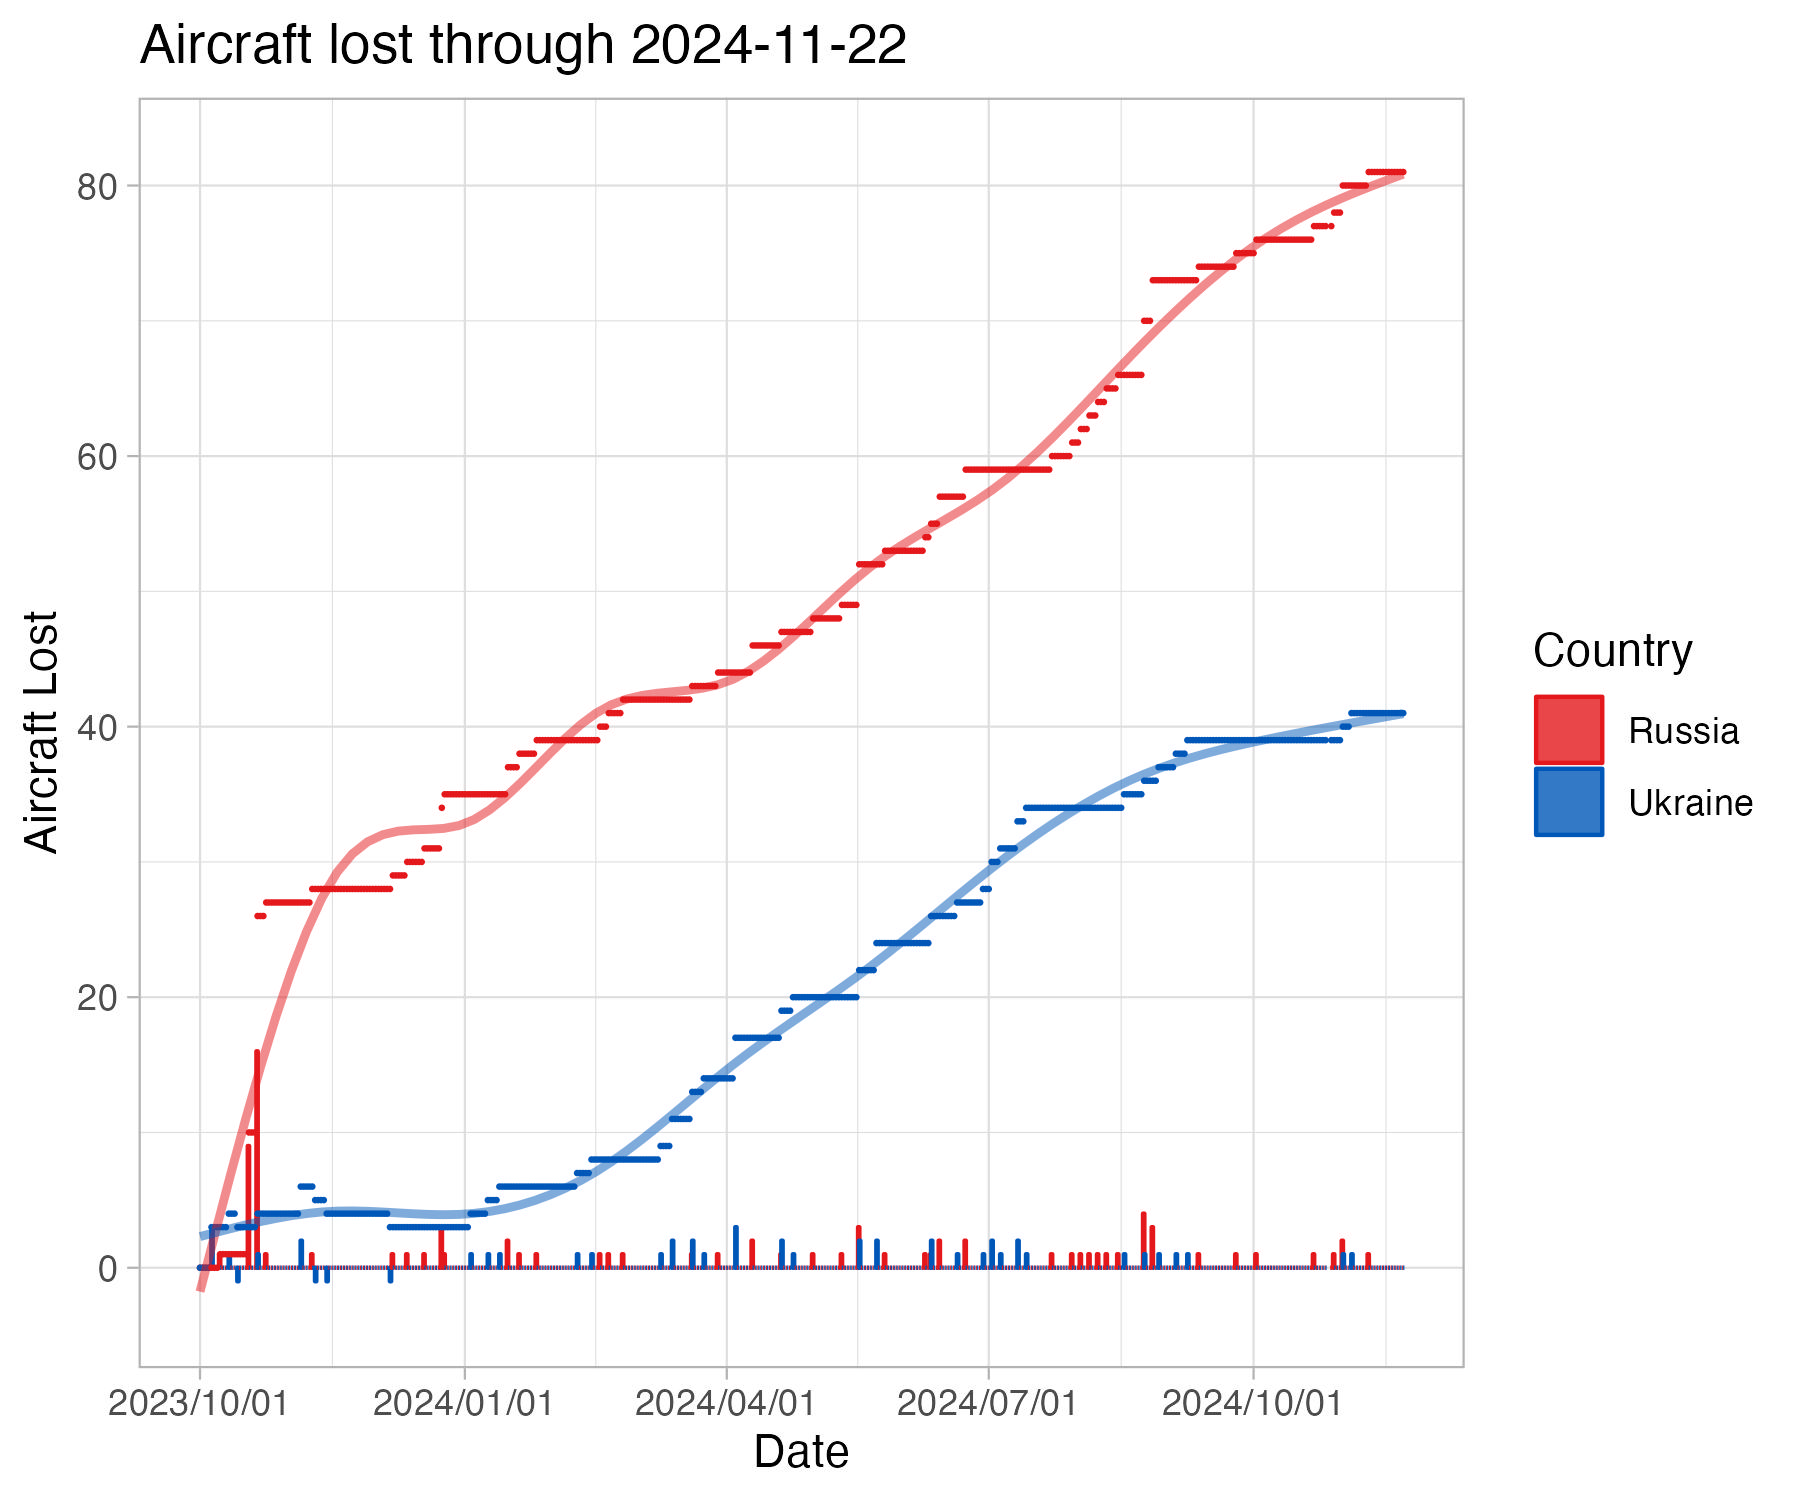 Aircraft lost through 2024-11-22
Aircraft Lost
80
60
40
20
0
2023/10/01
2024/01/01
2024/04/01
2024/07/01
2024/10/01
Date
Country
Russia
Ukraine